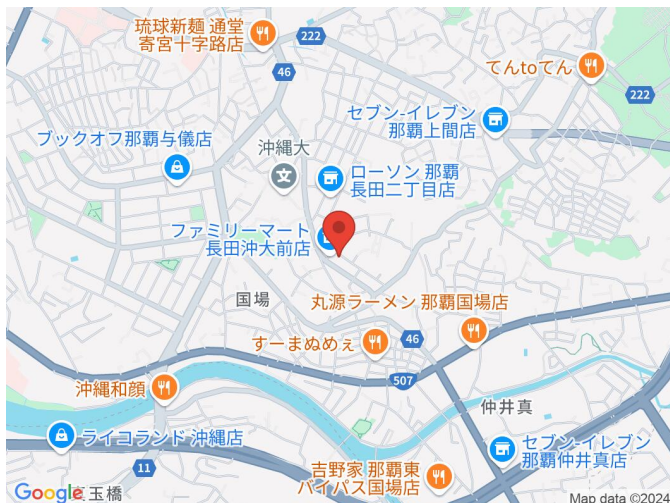 琉球新麺 通堂
寄宮十字路店
222
46
てんtoてん
222
セブン-イレブン
那覇上間店
ブックオフ那覇与儀店
沖縄大
ローソン 那覇
長田二丁目店
ファミリーマート
長田沖大前店
国場
丸源ラーメン 那覇国場店
すーまぬめぇ
46
507
沖縄和顔
仲井真
ライコランド 沖縄店
セブン-イレブン
那覇仲井真店
11
吉野家 那覇東
バイパス国場店
Google
玉橋
Map data ©2024